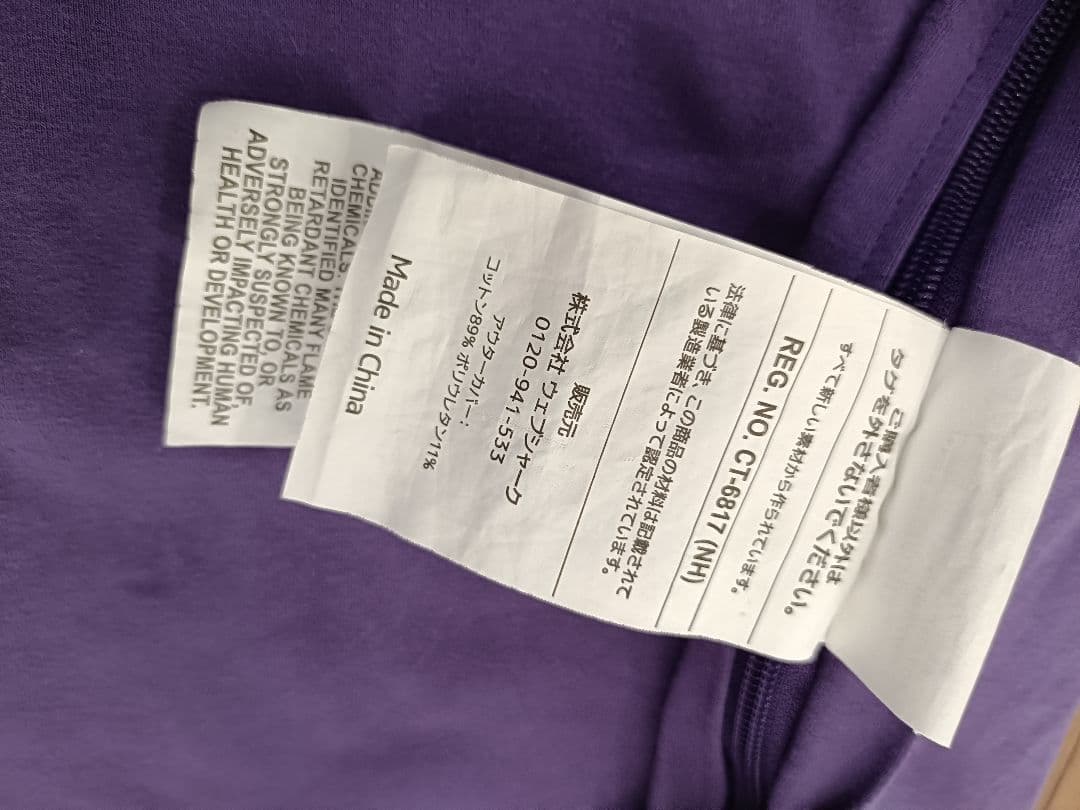 ご購入者様以外は
タグを外さないでください。
すべて新しい素材から作られています。
REG. NO. CT-6817 (NH)
法律に基づき、この商品の材料は記載されて
いる製造業者によって認定されています。
販売元
株式会社 ウェブシャーク
0120-941-533
アウターカバー：
コットン89% ポリウレタン11%
Made in China
CHEMICALS.
IDENTIFIED MANY FLAME
RETARDANT CHEMICALS AS
BEING KNOWN TO, OR
STRONGLY SUSPECTED OF
ADVERSELY IMPACTING HUMAN
HEALTH OR DEVELOPMENT.